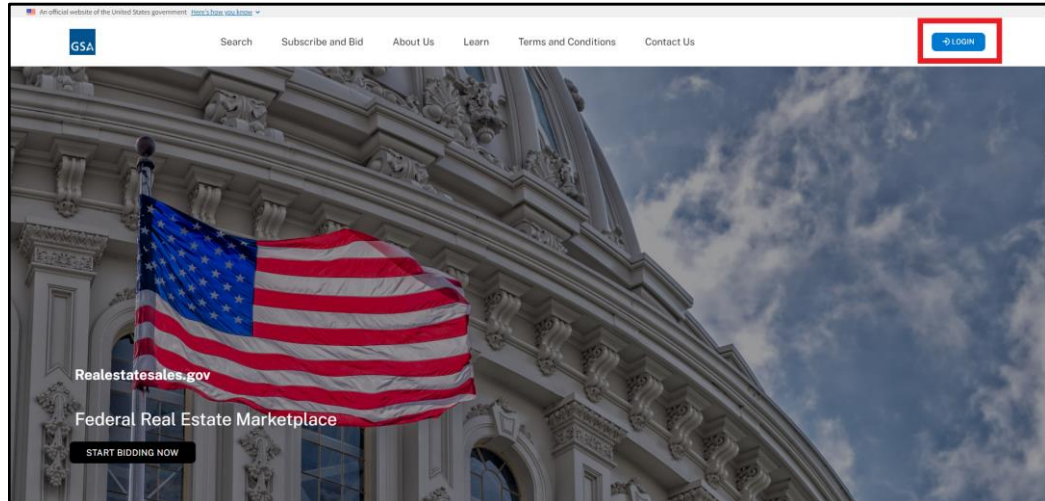 An official website of the United States government Here's how you know
GSA
Search Subscribe and Bid About Us Learn Terms and Conditions Contact Us
LOGIN
Realestatesales.gov
Federal Real Estate Marketplace
START BIDDING NOW